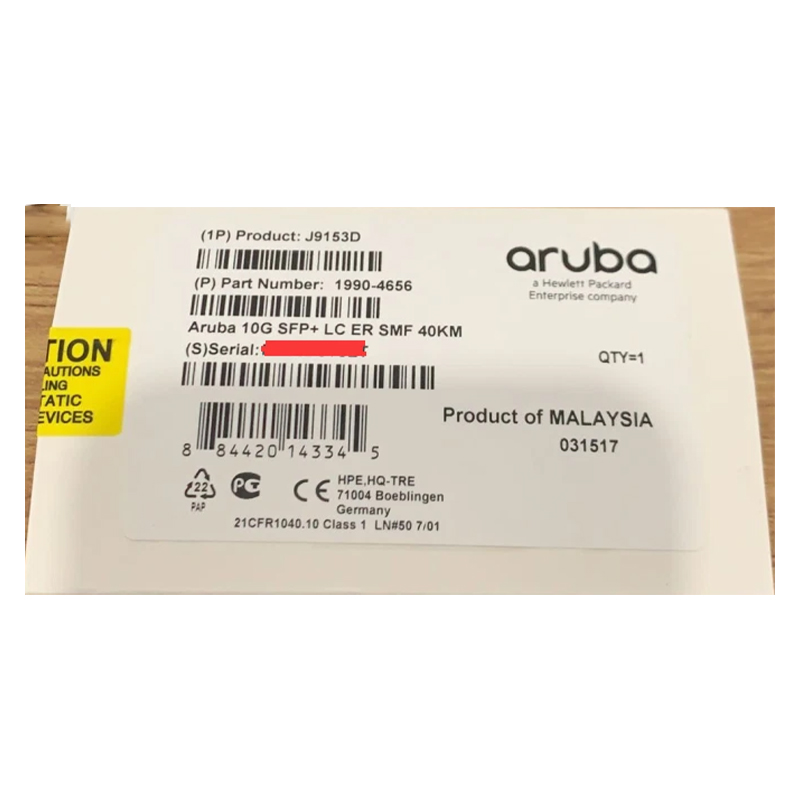 (1P) Product: J9153D
(P) Part Number: 1990-4656
Aruba 10G SFP+ LC ER SMF 40KM
(S)Serial:
aruba
a Hewlett Packard
Enterprise company
QTY=1
TION
AUTIONS
LING
TATIC
EVICES
8 84420 14334 5
Product of MALAYSIA
031517
22
PAP
PG
CE
HPE,HQ-TRE
71004 Boeblingen
Germany
21CFR1040.10 Class 1 LN#50 7/01